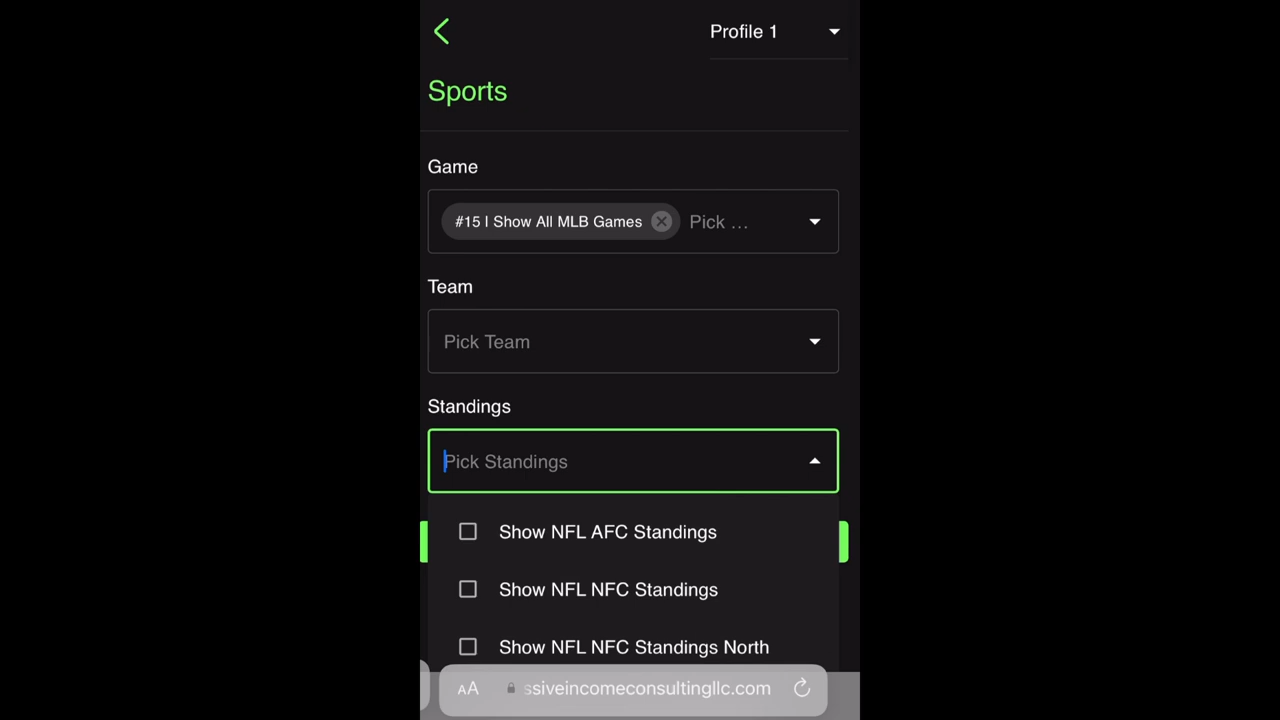 Profile 1
Sports
Game
#15 | Show All MLB Games Pick ...
Team
Pick Team
Standings
Pick Standings
Show NFL AFC Standings
Show NFL NFC Standings
Show NFL NFC Standings North
AA ssiveincomeconsultingllc.com